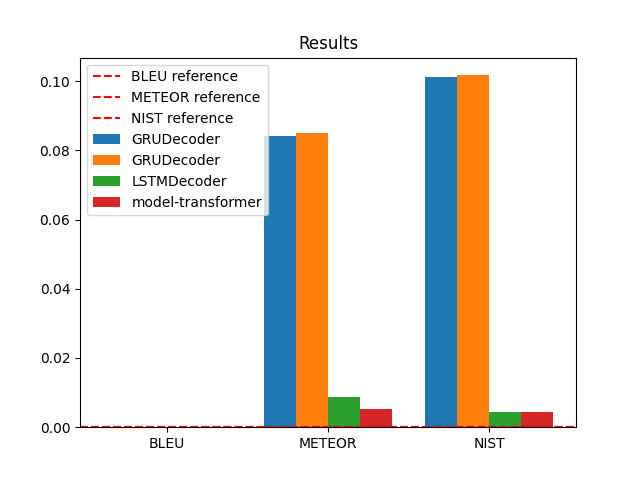 Results
BLEU reference
METEOR reference
NIST reference
GRUDecoder
GRUDecoder
LSTMDecoder
model-transformer
0.10
0.08
0.06
0.04
0.02
0.00
BLEU
METEOR
NIST